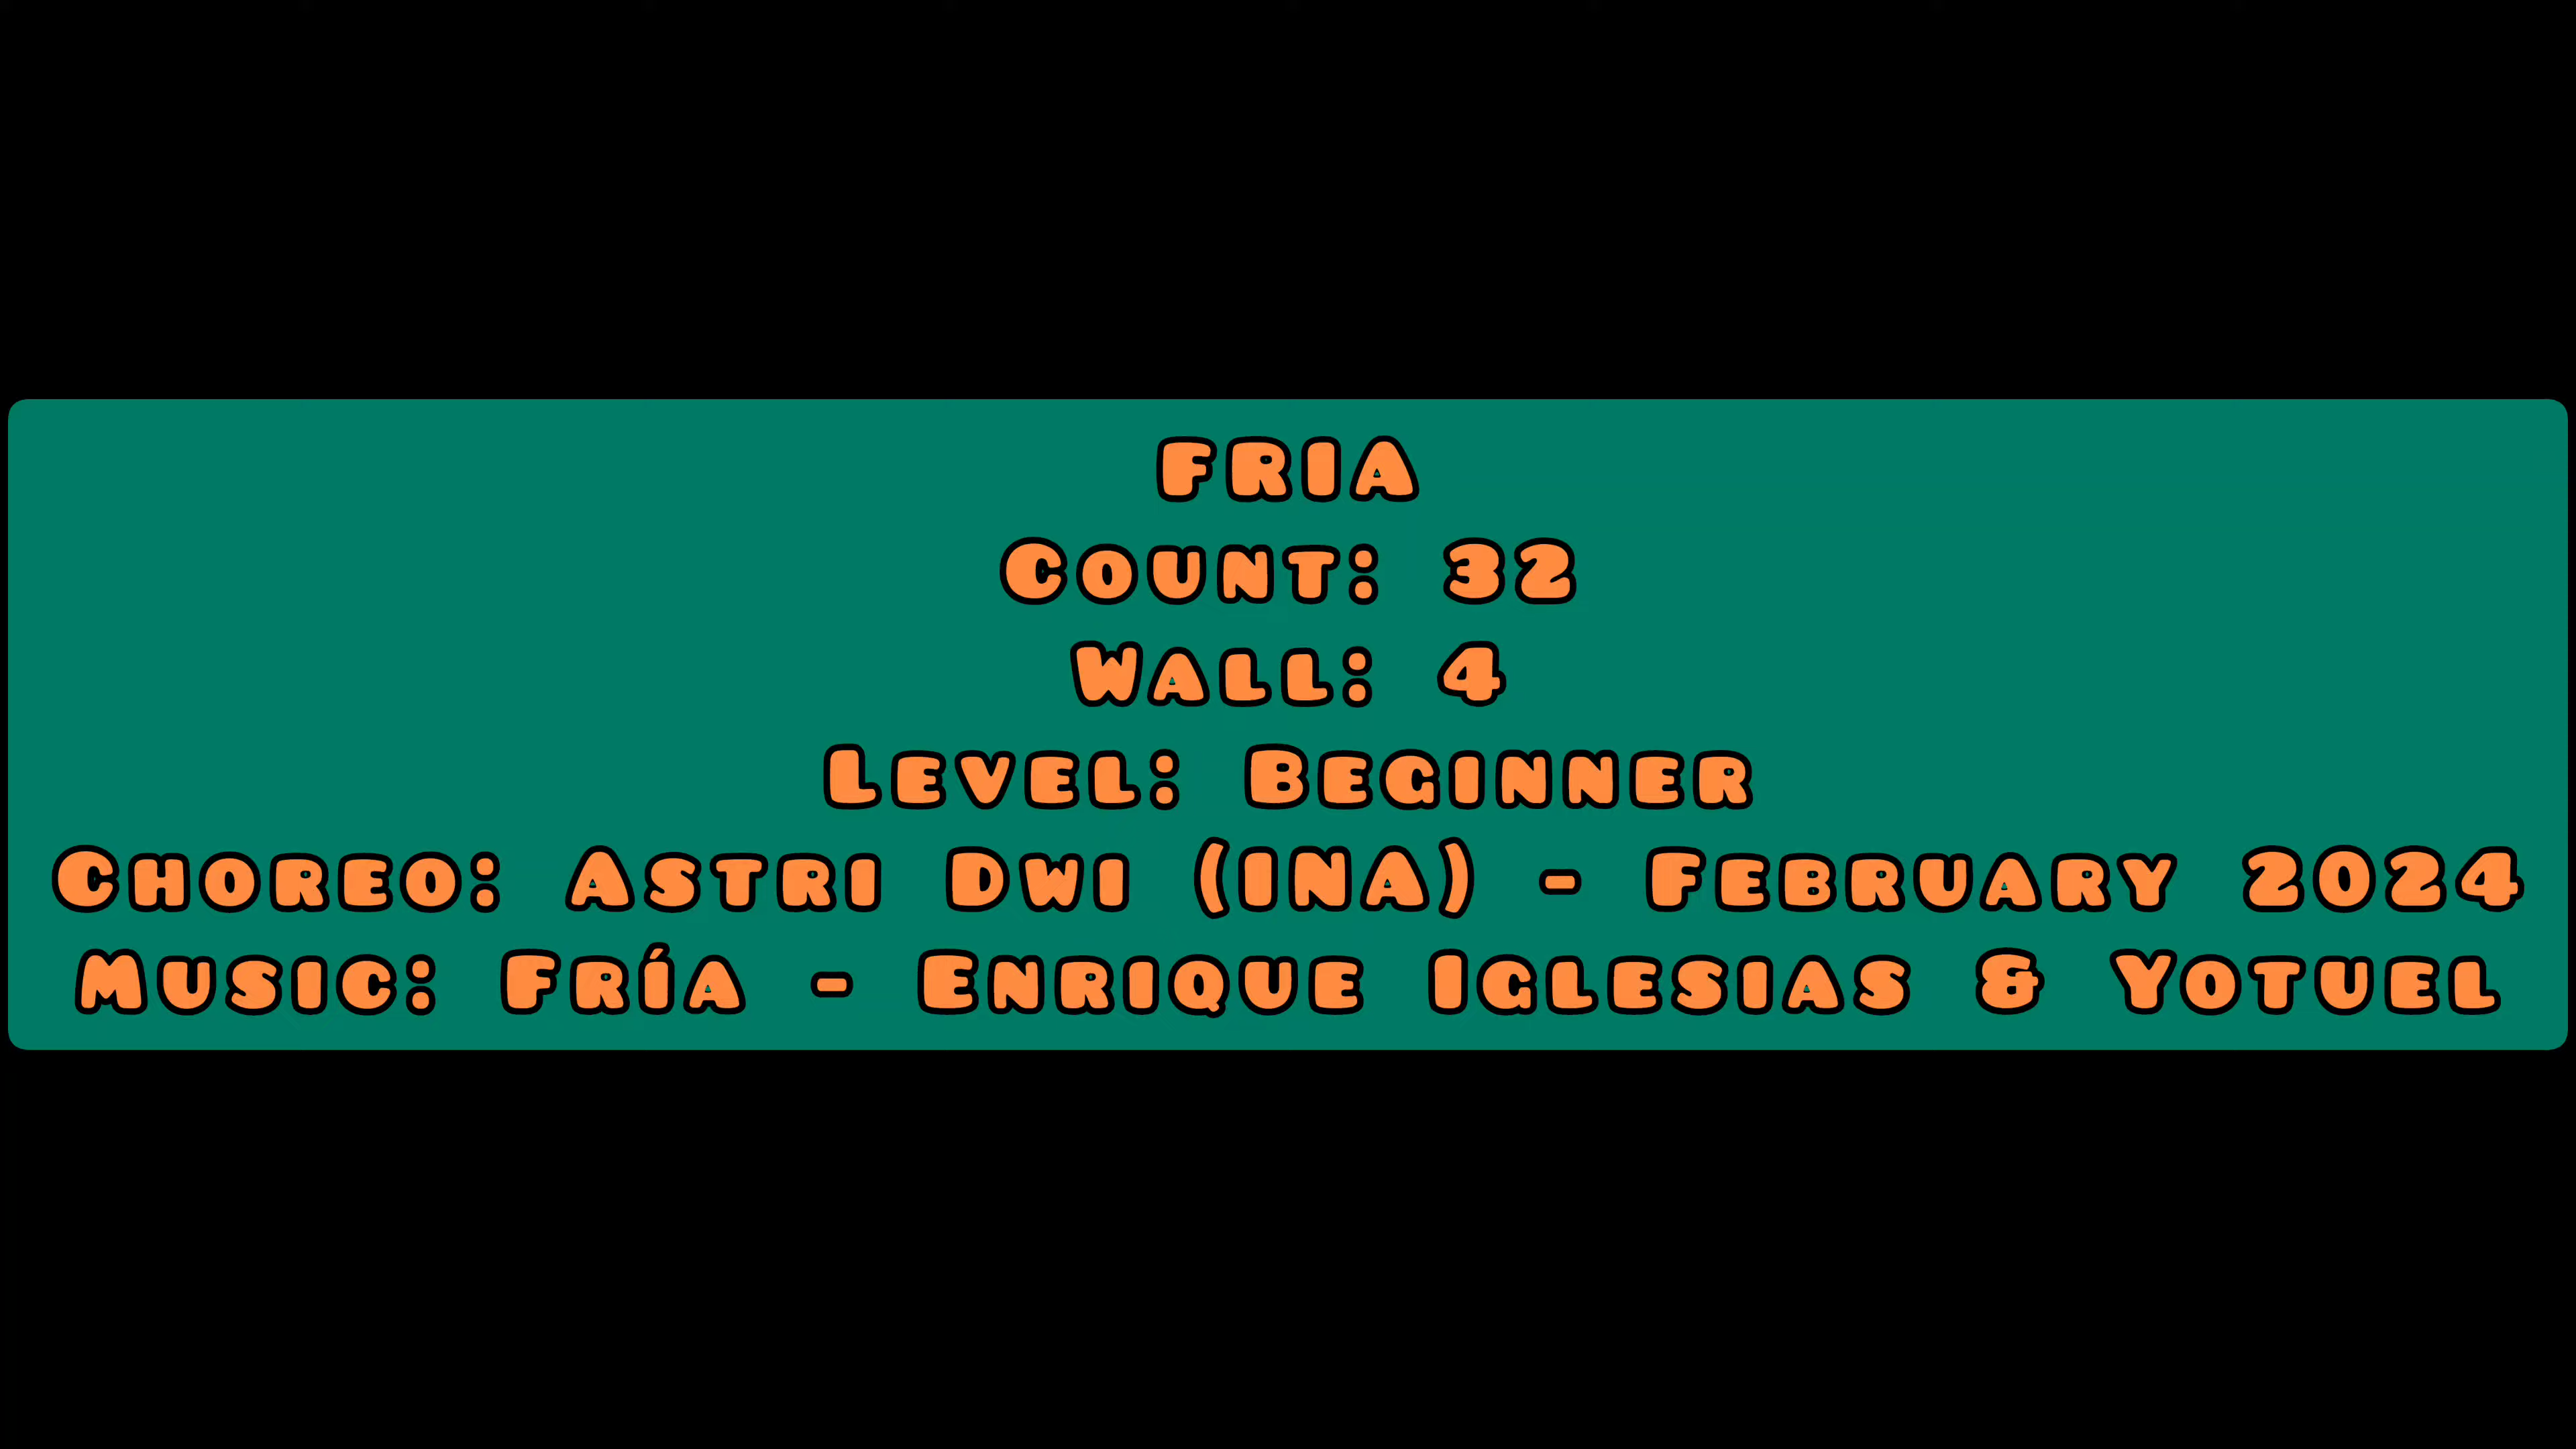 FRIA
Count: 32
Wall: 4
Level: Beginner
Choreo: Astri Dwi (INA) - February 2024
Music: Fría - Enrique Iglesias & Yotuel